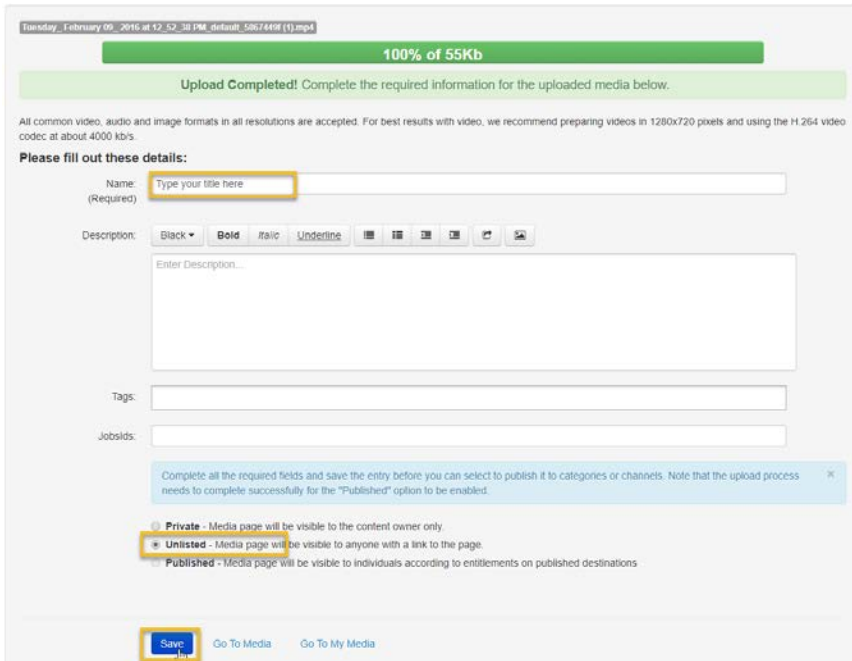 Tuesday_ February 09_ 2016 at 12_52_38 PM_default_5867449f (1).mp4
100% of 55Kb
Upload Completed! Complete the required information for the uploaded media below.
All common video, audio and image formats in all resolutions are accepted. For best results with video, we recommend preparing videos in 1280x720 pixels and using the H.264 video
codec at about 4000 kb/s.
Please fill out these details:
Name:
(Required)
Type your title here
Description:
Black Bold Italic Underline
Enter Description...
Tags:
JobsIds:
Complete all the required fields and save the entry before you can select to publish it to categories or channels. Note that the upload process
needs to complete successfully for the "Published" option to be enabled.
Private - Media page will be visible to the content owner only.
Unlisted - Media page will be visible to anyone with a link to the page.
Published - Media page will be visible to individuals according to entitlements on published destinations
Save Go To Media Go To My Media